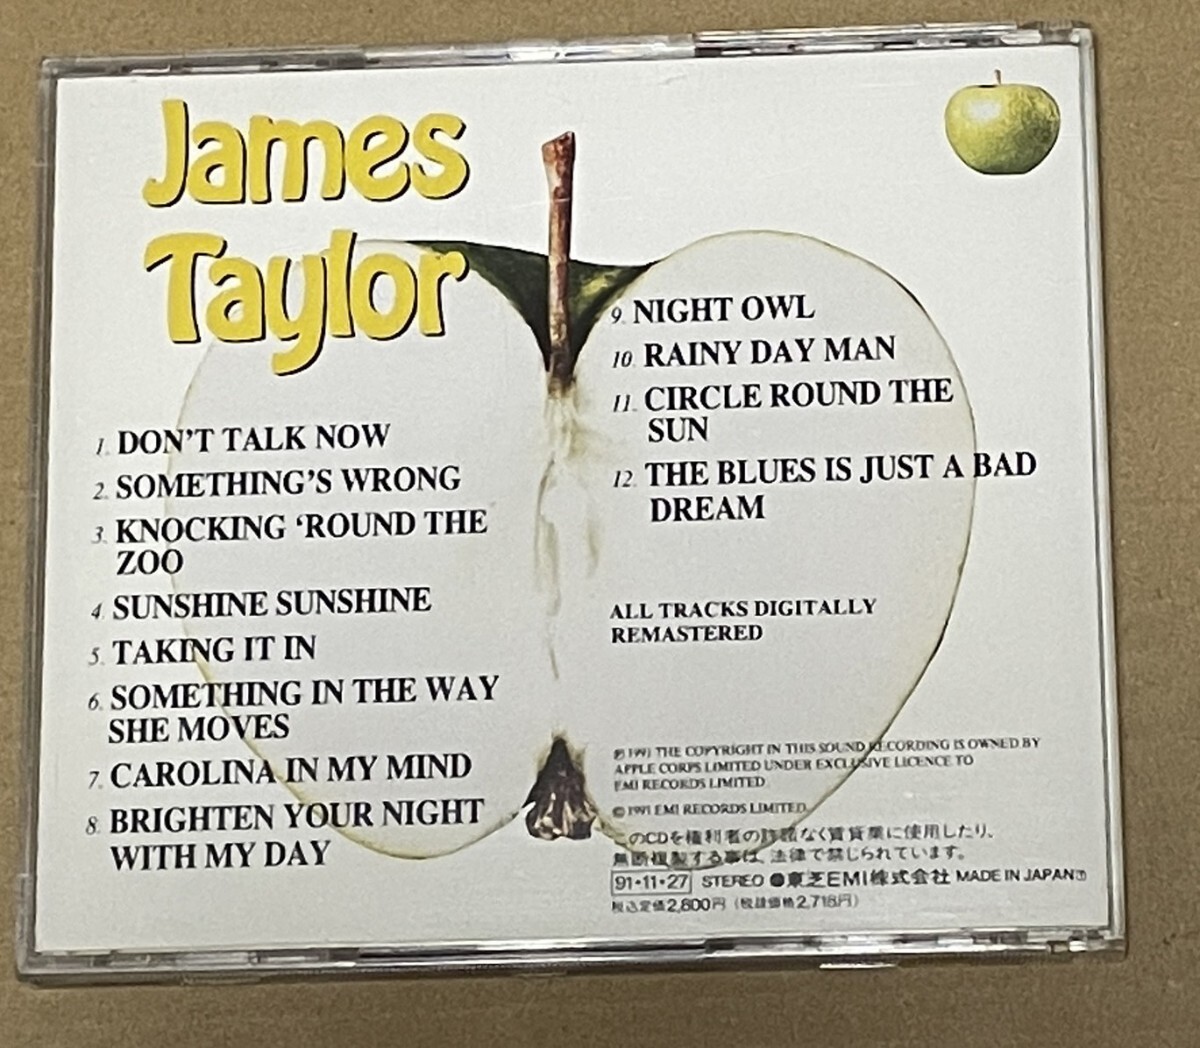 James
Taylor
1. DON'T TALK NOW
2. SOMETHING'S WRONG
3. KNOCKING 'ROUND THE
ZOO
4. SUNSHINE SUNSHINE
5. TAKING IT IN
6. SOMETHING IN THE WAY
SHE MOVES
7. CAROLINA IN MY MIND
8. BRIGHTEN YOUR NIGHT
WITH MY DAY
9. NIGHT OWL
10. RAINY DAY MAN
11. CIRCLE ROUND THE
SUN
12. THE BLUES IS JUST A BAD
DREAM
ALL TRACKS DIGITALLY
REMASTERED
℗ 1991 THE COPYRIGHT IN THIS SOUND RECORDING IS OWNED BY
APPLE CORPS LIMITED UNDER EXCLUSIVE LICENCE TO
EMI RECORDS LIMITED
© 1991 EMI RECORDS LIMITED
このCDを権利者の許諾なく賃貸業に使用したり、
無断複製する事は、法律で禁じられています。
91・11・27 STEREO ●東芝EMI株式会社 MADE IN JAPAN
税込定価2,800円(税抜価格2,718円)